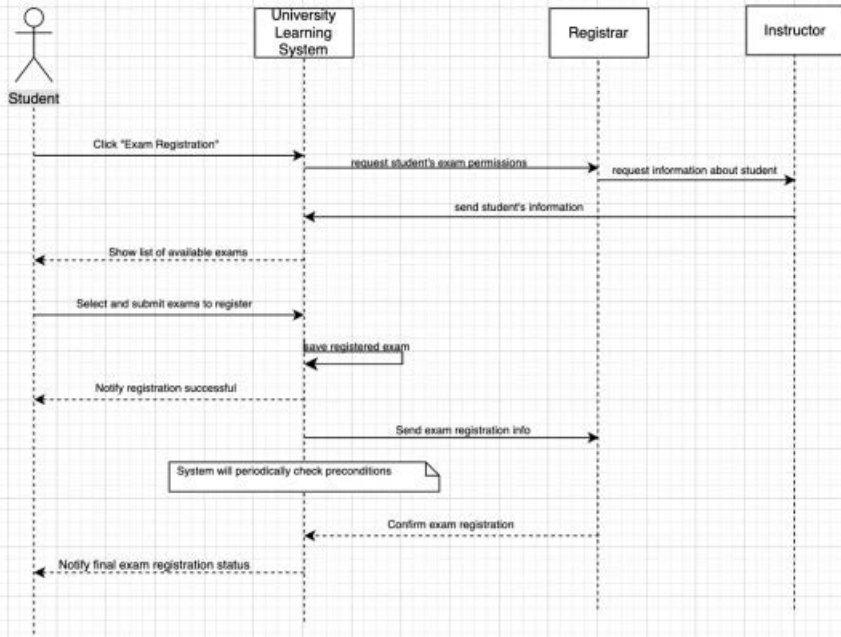 University
Learning
System
Registrar
Instructor
Student
Click "Exam Registration"
request student's exam permissions
request information about student
send student's information
Show list of available exams
Select and submit exams to register
save registered exam
Notify registration successful
Send exam registration info
System will periodically check preconditions
Confirm exam registration
Notify final exam registration status